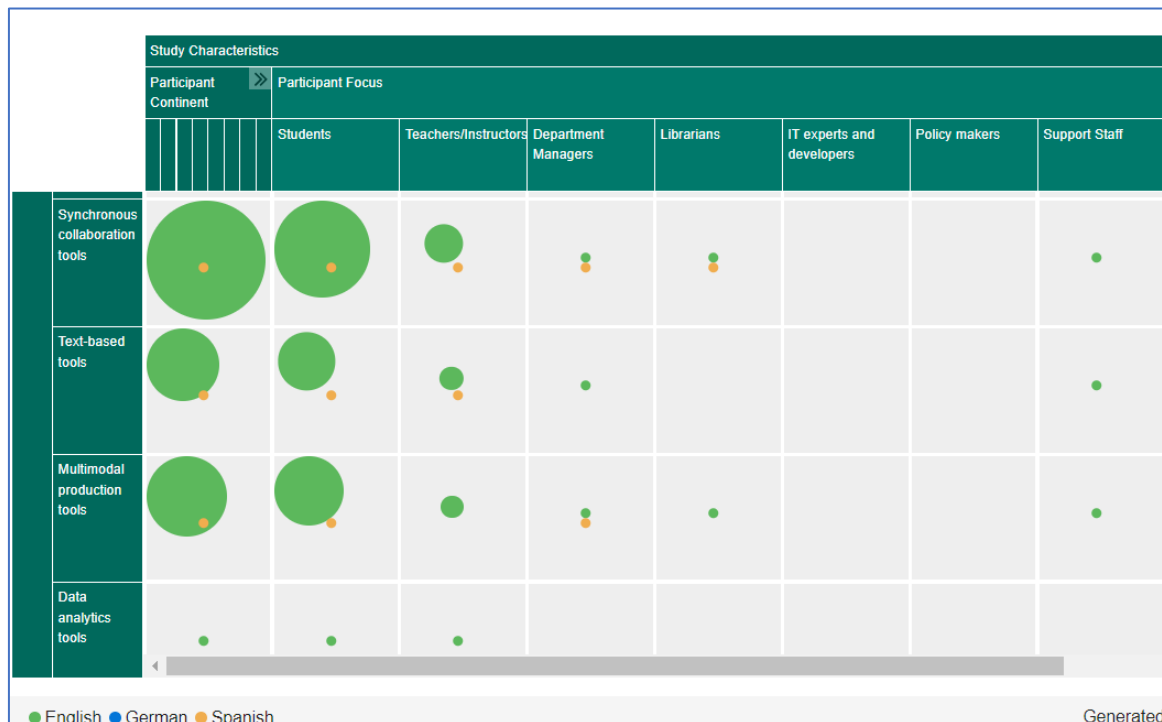 Study Characteristics
Participant
Continent
Participant Focus
Students
Teachers/Instructors
Department
Managers
Librarians
IT experts and
developers
Policy makers
Support Staff
Synchronous
collaboration
tools
Text-based
tools
Multimodal
production
tools
Data
analytics
tools
English
German
Spanish
Generated